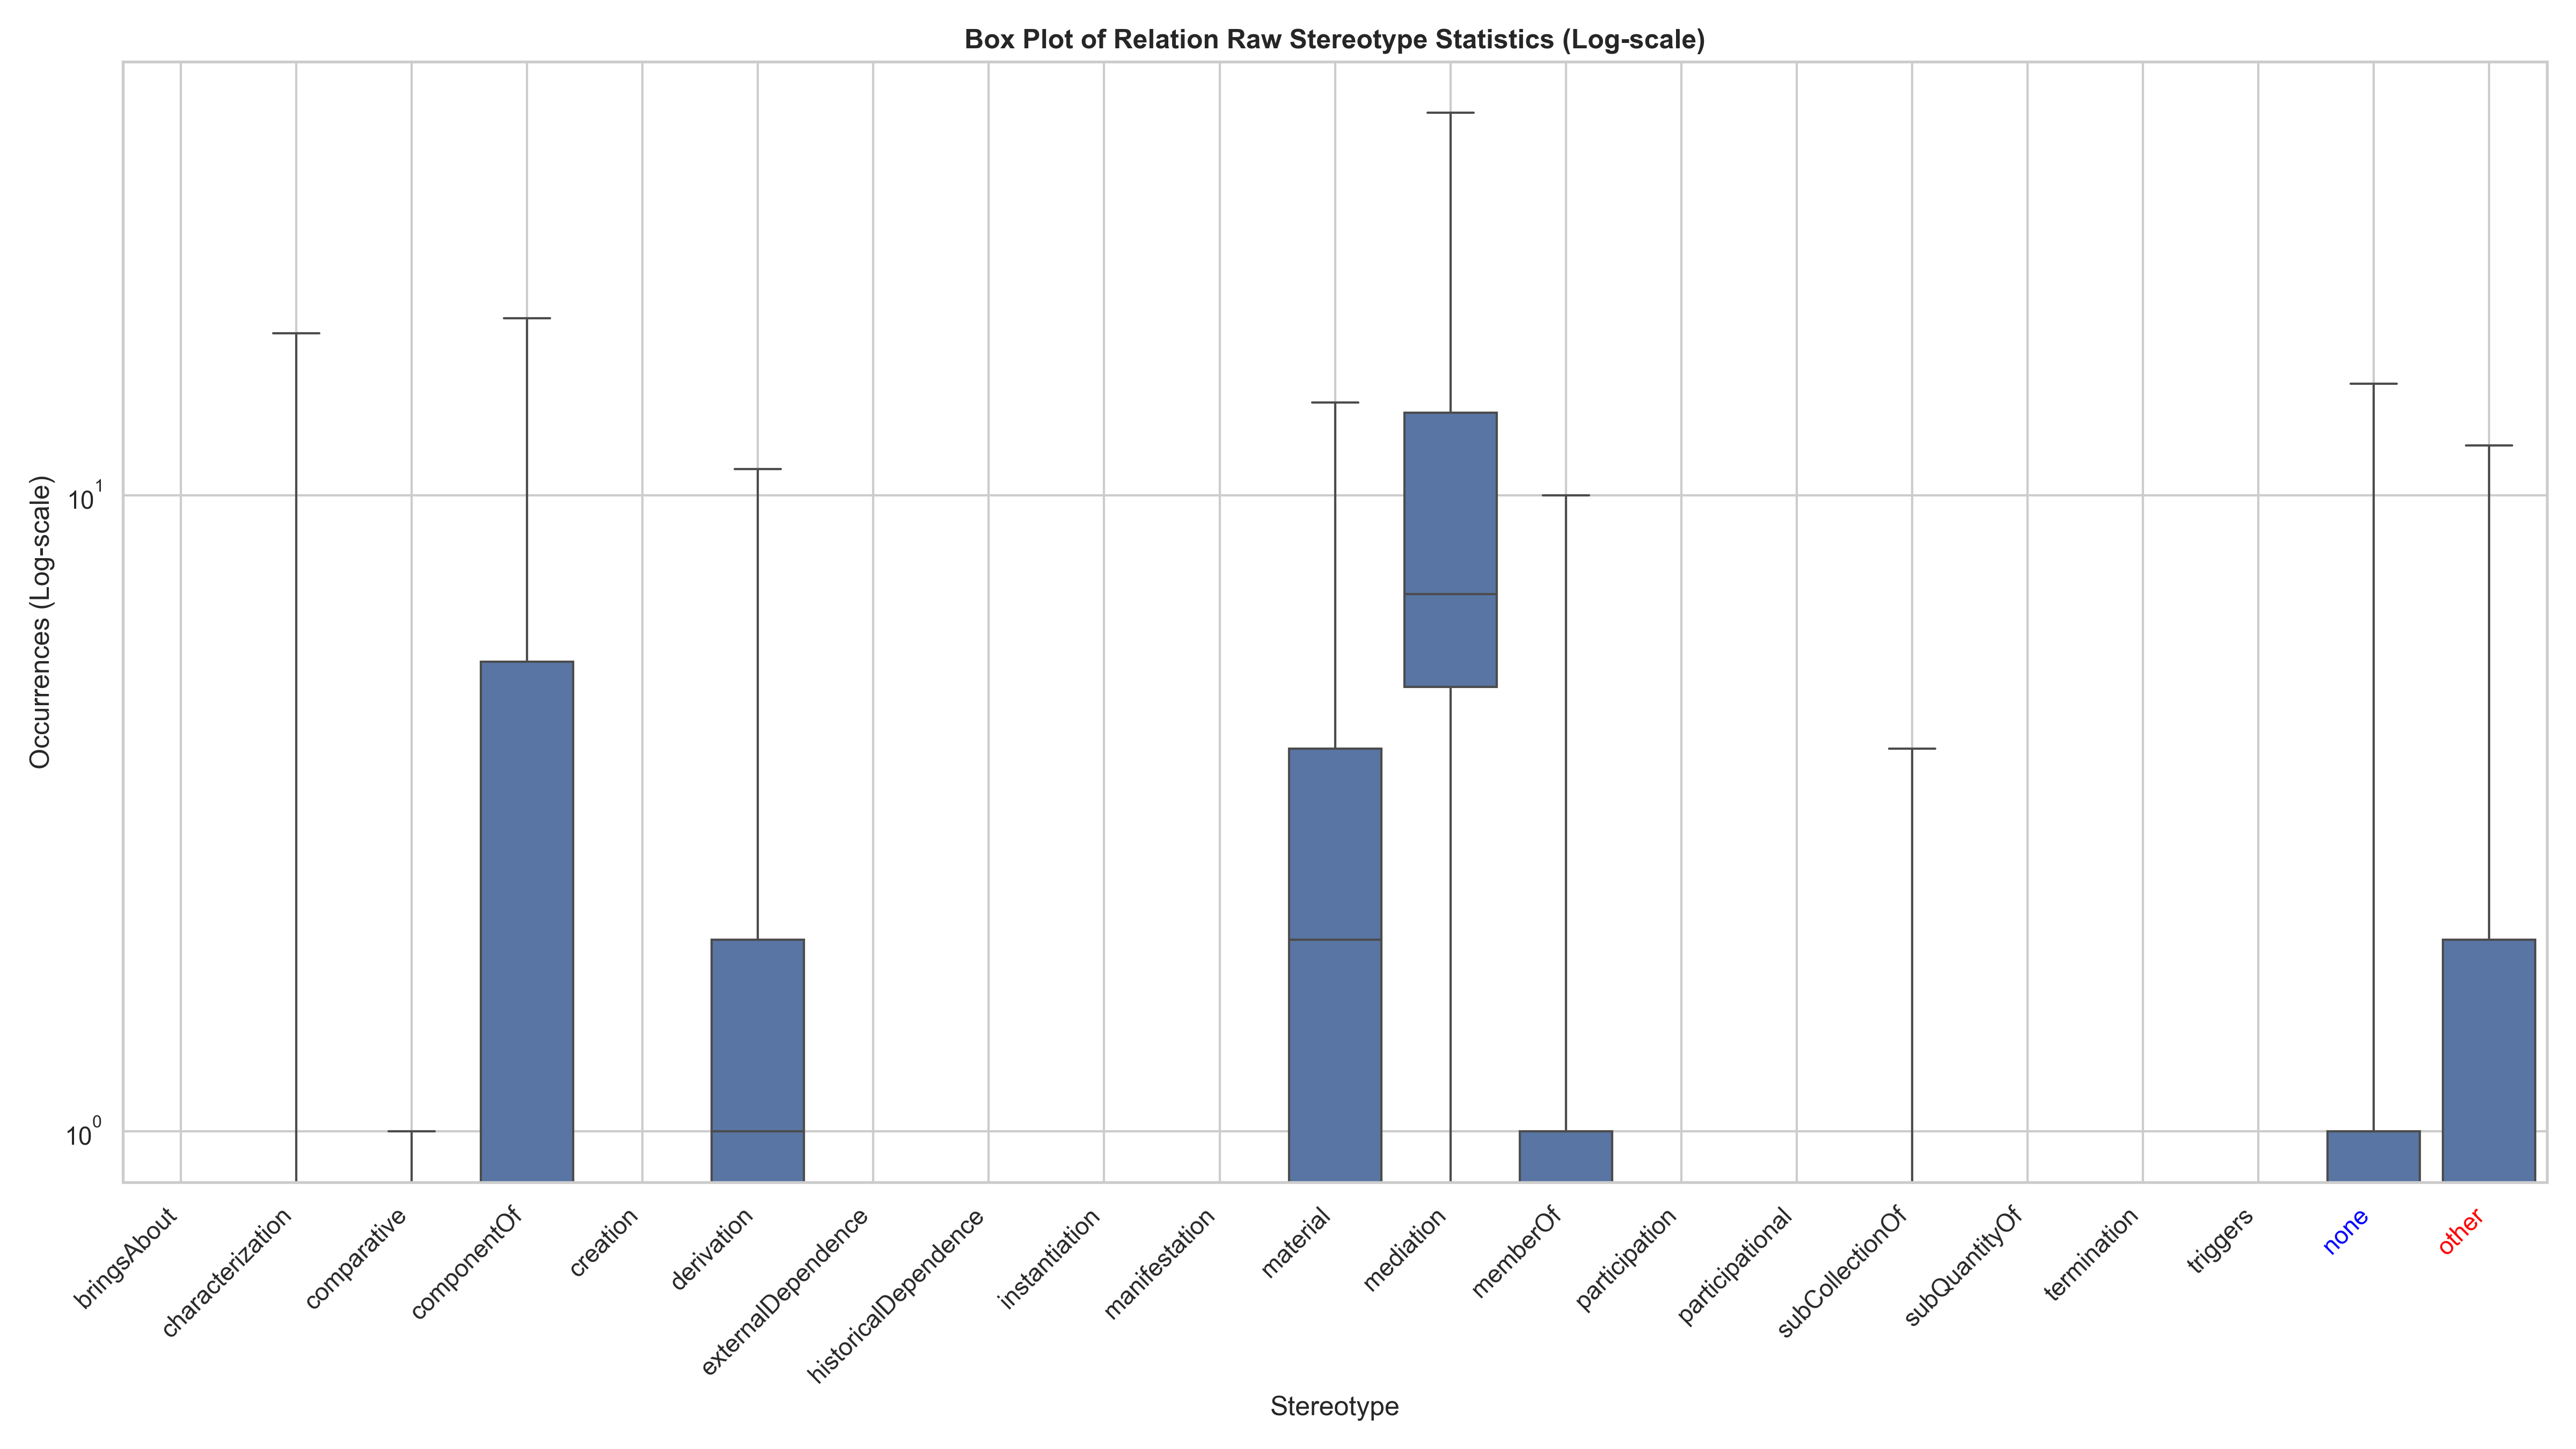 Box Plot of Relation Raw Stereotype Statistics (Log-scale)
Occurrences (Log-scale)
10^1
10^0
bringsAbout
characterization
comparative
componentOf
creation
derivation
externalDependence
historicalDependence
instantiation
manifestation
material
mediation
memberOf
participation
participational
subCollectionOf
subQuantityOf
termination
triggers
none
other
Stereotype